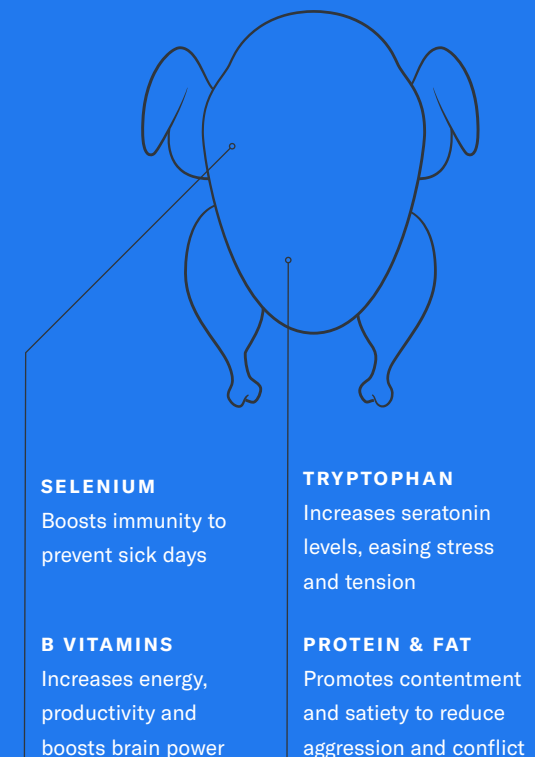 SELENIUM
Boosts immunity to
prevent sick days
B VITAMINS
Increases energy,
productivity and
boosts brain power
TRYPTOPHAN
Increases seratonin
levels, easing stress
and tension
PROTEIN & FAT
Promotes contentment
and satiety to reduce
aggression and conflict